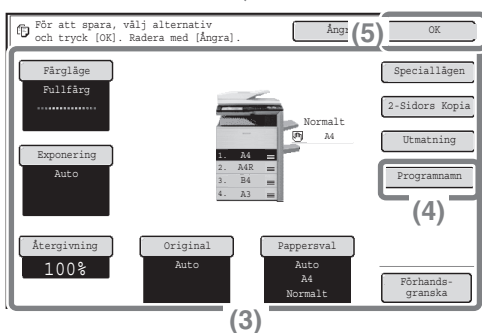 För att spara, välj alternativ
och tryck [OK]. Radera med [Ångra].
(5)
OK
Färgläge
Fullfärg
Speciallägen
Normalt
A4
2-Sidors Kopia
Exponering
Auto
Utmatning
1. A4
2. A4R
3. B4
4. A3
Programnamn
(4)
Återgivning
100%
Original
Auto
Pappersval
Auto
A4
Normalt
Förhands-
granska
(3)